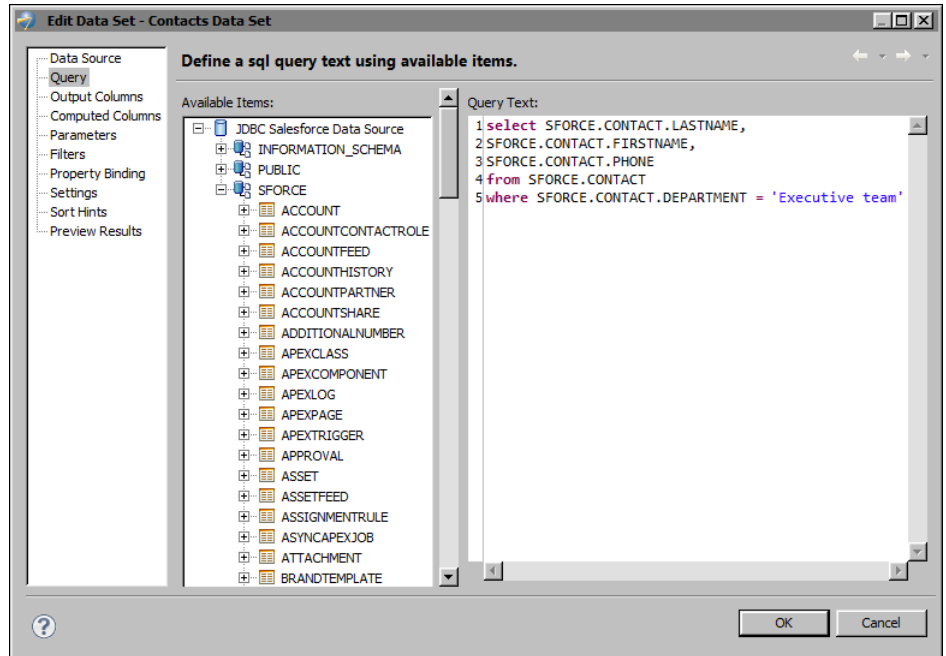 Edit Data Set - Contacts Data Set
Data Source
Query
Output Columns
Computed Columns
Parameters
Filters
Property Binding
Settings
Sort Hints
Preview Results
Define a sql query text using available items.
Available Items:
JDBC Salesforce Data Source
INFORMATION_SCHEMA
PUBLIC
SFORCE
ACCOUNT
ACCOUNTCONTACTROLE
ACCOUNTFEED
ACCOUNTHISTORY
ACCOUNTPARTNER
ACCOUNTSHARE
ADDITIONALNUMBER
APEXCLASS
APEXCOMPONENT
APEXLOG
APEXPAGE
APEXTRIGGER
APPROVAL
ASSET
ASSETFEED
ASSIGNMENTRULE
ASYNCAPEXJOB
ATTACHMENT
BRANDTEMPLATE
Query Text:
1 select SFORCE.CONTACT.LASTNAME,
2 SFORCE.CONTACT.FIRSTNAME,
3 SFORCE.CONTACT.PHONE
4 from SFORCE.CONTACT
5 where SFORCE.CONTACT.DEPARTMENT = 'Executive team'
?
OK
Cancel